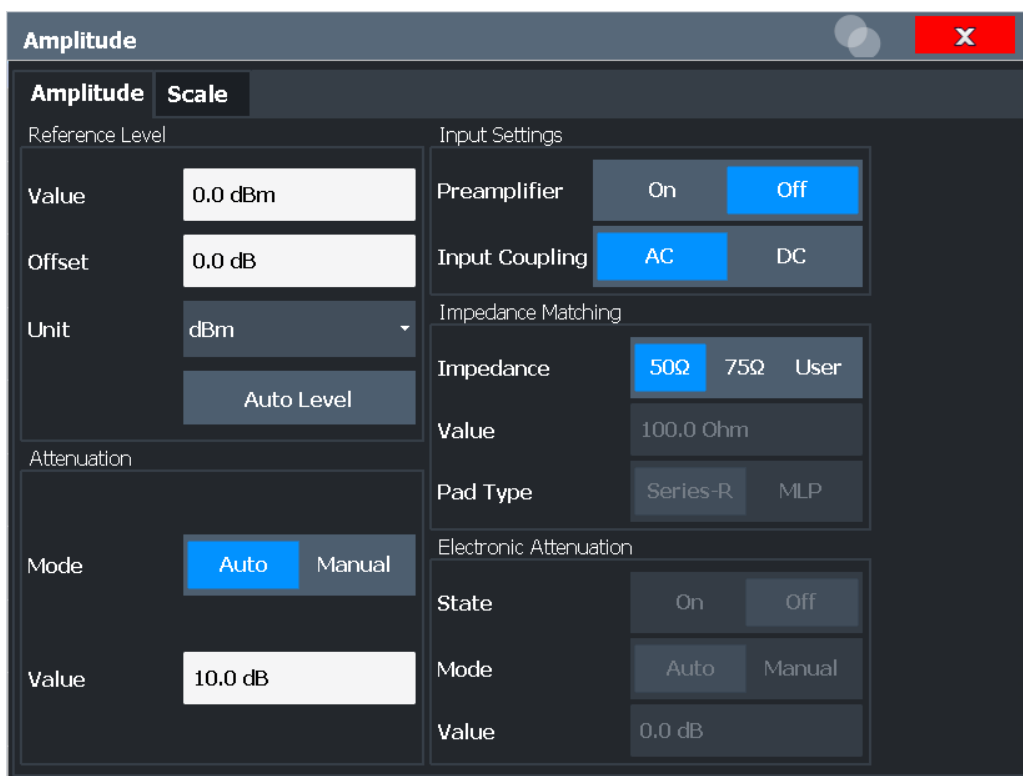 Amplitude
X
Amplitude Scale
Reference Level
Value 0.0 dBm
Offset 0.0 dB
Unit dBm
Auto Level
Attenuation
Mode Auto Manual
Value 10.0 dB
Input Settings
Preamplifier On Off
Input Coupling AC DC
Impedance Matching
Impedance 50Ω 75Ω User
Value 100.0 Ohm
Pad Type Series-R MLP
Electronic Attenuation
State On Off
Mode Auto Manual
Value 0.0 dB